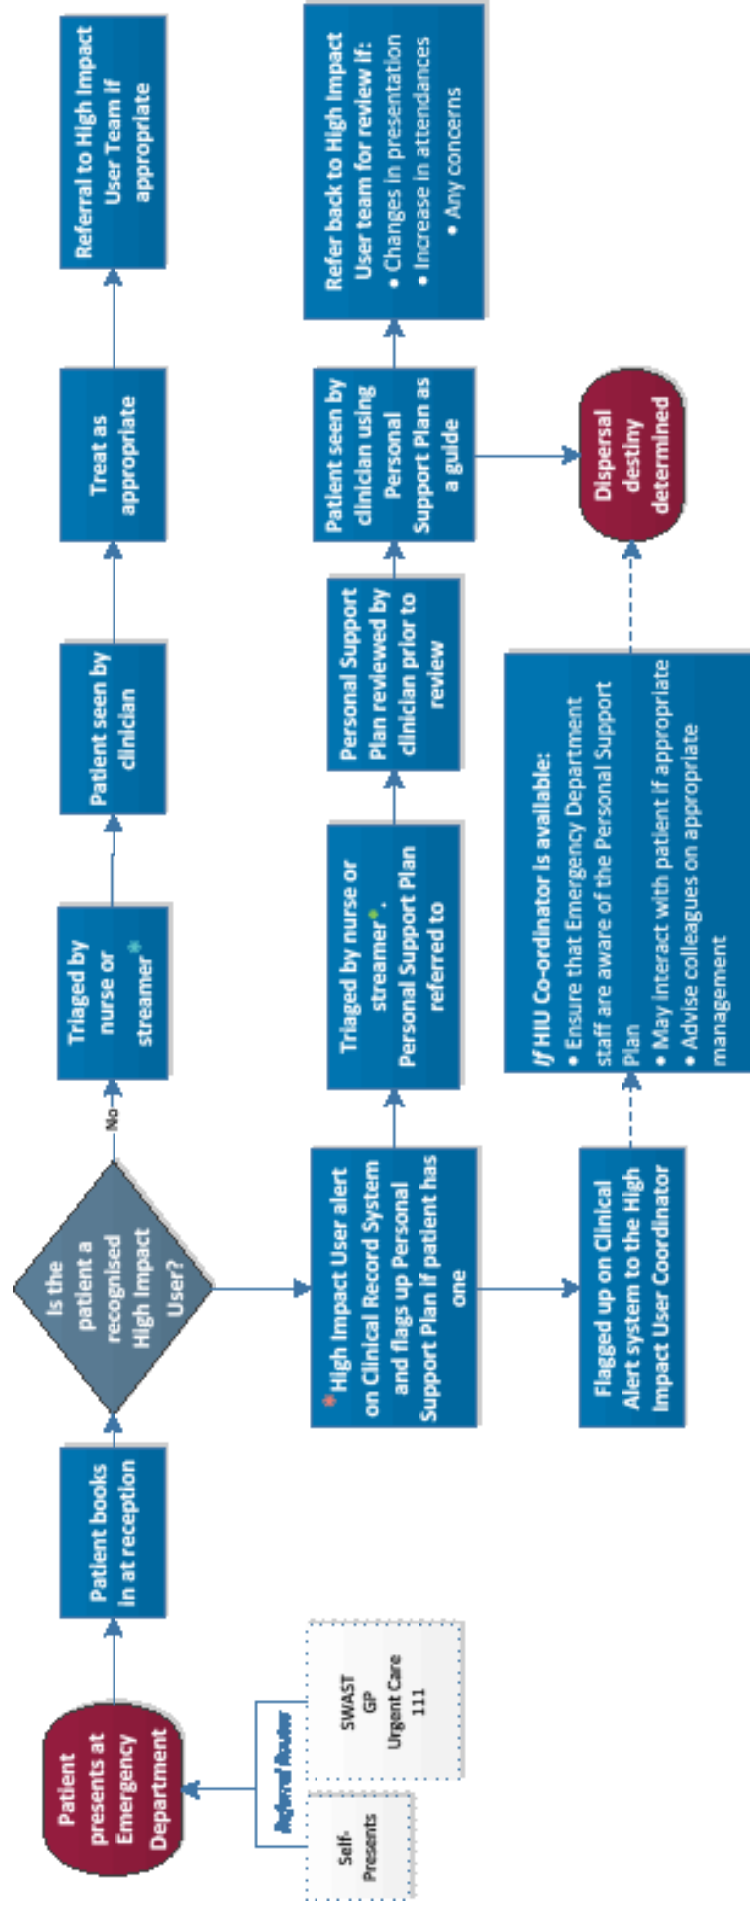 Patient
presents at
Emergency
Department
Referral Routes
Self-
Presents
SWAST
GP
Urgent Care
111
Patient books
in at reception
Is the
patient a
recognised
High Impact
User?
No
Triaged by
nurse or
streamer*
Patient seen by
clinician
Treat as
appropriate
Referral to High Impact
User Team if
appropriate
* High Impact User alert
on Clinical Record System
and flags up Personal
Support Plan if patient has
one
Triaged by nurse or
streamer*.
Personal Support Plan
referred to
Personal Support
Plan reviewed by
clinician prior to
review
Patient seen by
clinician using
Personal
Support Plan as
a guide
Refer back to High Impact
User team for review if:
• Changes in presentation
• Increase in attendances
• Any concerns
Flagged up on Clinical
Alert system to the High
Impact User Coordinator
If HIU Co-ordinator is available:
• Ensure that Emergency Department
staff are aware of the Personal Support
Plan
• May interact with patient if appropriate
• Advise colleagues on appropriate
management
Dispersal
destiny
determined